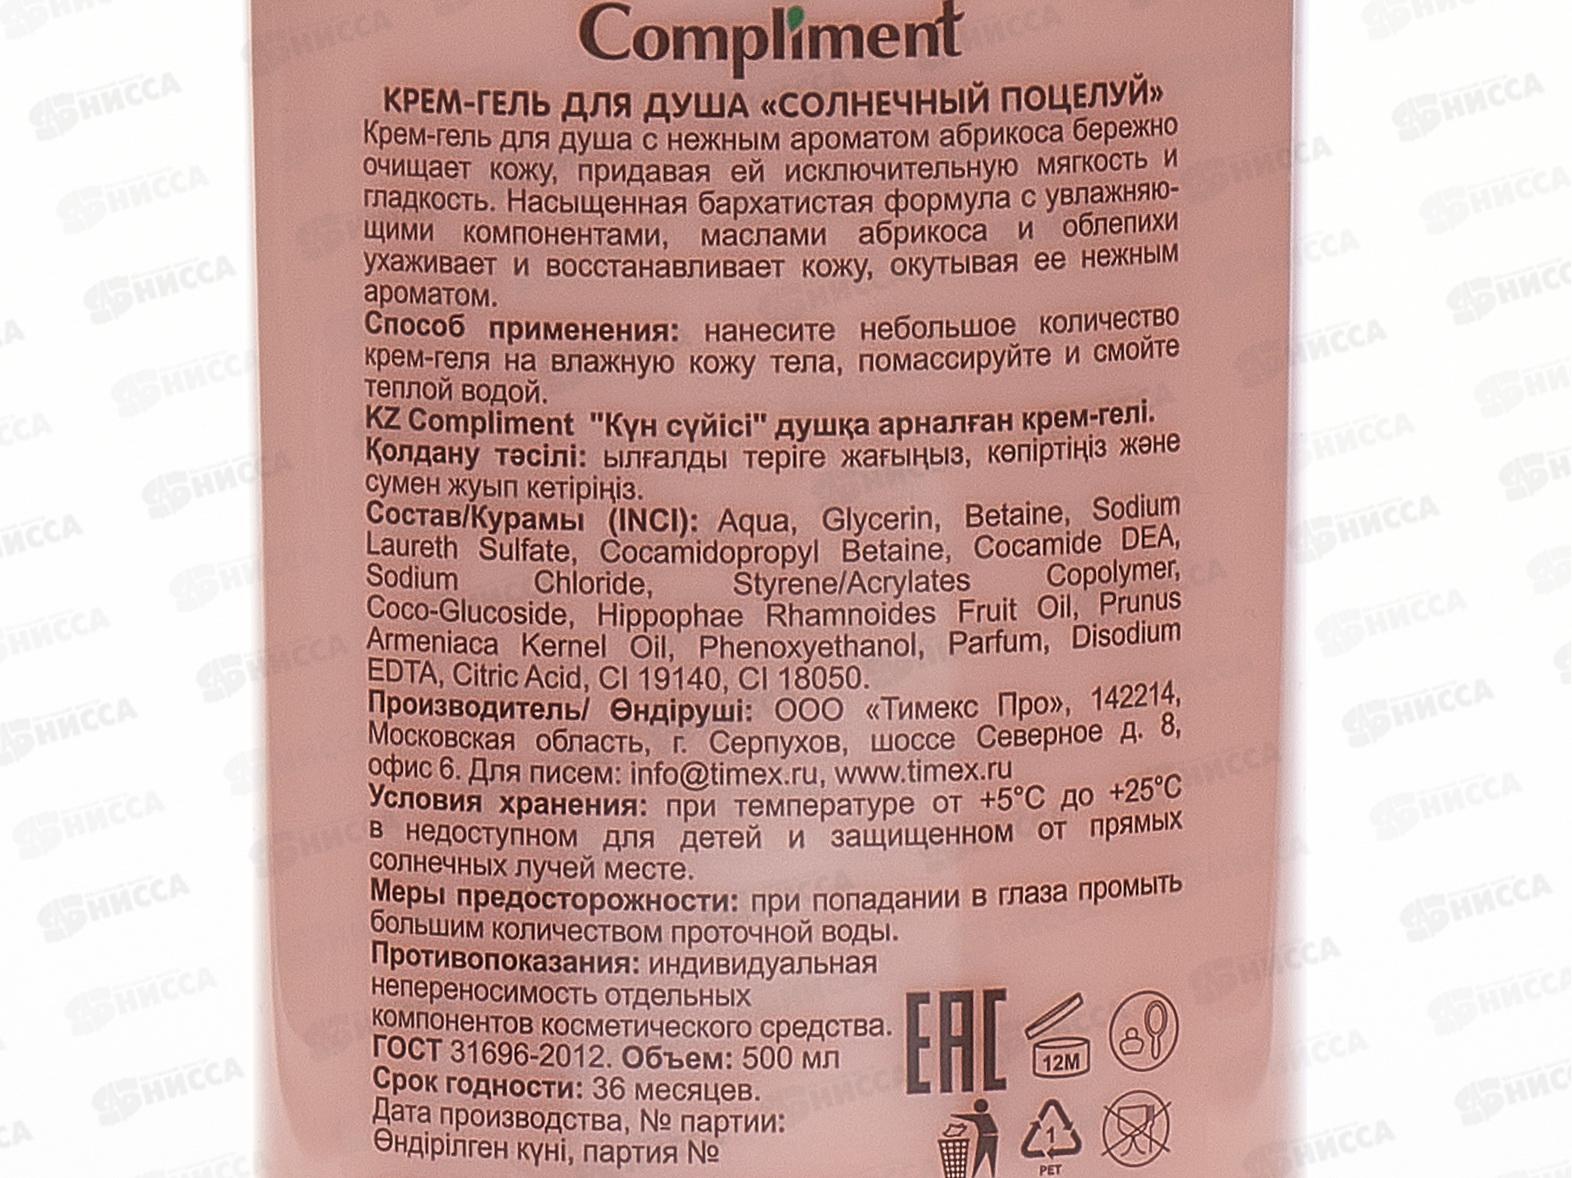 Compliment
КРЕМ-ГЕЛЬ ДЛЯ ДУША «СОЛНЕЧНЫЙ ПОЦЕЛУЙ»
Крем-гель для душа с нежным ароматом абрикоса бережно
очищает кожу, придавая ей исключительную мягкость и
гладкость. Насыщенная бархатистая формула с увлажняю-
щими компонентами, маслами абрикоса и облепихи
ухаживает и восстанавливает кожу, окутывая ее нежным
ароматом.
Способ применения: нанесите небольшое количество
крем-геля на влажную кожу тела, помассируйте и смойте
теплой водой.
KZ Compliment "Күн сүйісі" душқа арналған крем-гелі.
Қолдану тәсілі: ылғалды теріге жағыңыз, көпіртіңіз және
сумен жуып кетіріңіз.
Состав/Курамы (INCI): Aqua, Glycerin, Betaine, Sodium
Laureth Sulfate, Cocamidopropyl Betaine, Cocamide DEA,
Sodium Chloride, Styrene/Acrylates Copolymer,
Coco-Glucoside, Hippophae Rhamnoides Fruit Oil, Prunus
Armeniaca Kernel Oil, Phenoxyethanol, Parfum, Disodium
EDTA, Citric Acid, CI 19140, CI 18050.
Производитель/ Өндіруші: ООО «Тимекс Про», 142214,
Московская область, г. Серпухов, шоссе Северное д. 8,
офис 6. Для писем: info@timex.ru, www.timex.ru
Условия хранения: при температуре от +5°С до +25°С
в недоступном для детей и защищенном от прямых
солнечных лучей месте.
Меры предосторожности: при попадании в глаза промыть
большим количеством проточной воды.
Противопоказания: индивидуальная
непереносимость отдельных
компонентов косметического средства.
ГОСТ 31696-2012. Объем: 500 мл
Срок годности: 36 месяцев.
Дата производства, № партии:
Өндірілген күні, партия №
EAC
12M
1
PET
НИССА